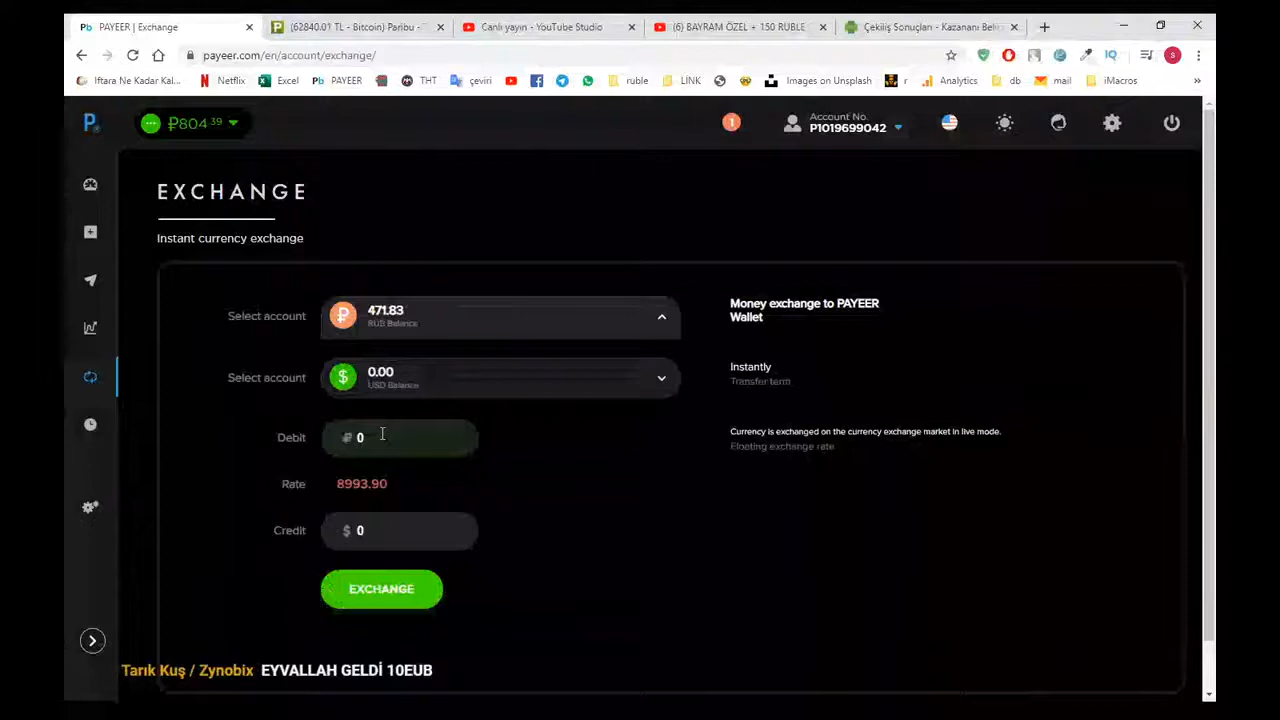 Pb PAYEER | Exchange
(62840.01 TL - Bitcoin) Paribu -
Canlı yayın - YouTube Studio
(6) BAYRAM ÖZEL + 150 RUBLE
Çekiliş Sonuçları - Kazananı Beli
payeer.com/en/account/exchange/
IQ
s
Iftara Ne Kadar Kal...
Netflix
Excel
Pb PAYEER
THT
çeviri
ruble
LINK
Images on Unsplash
r
Analytics
db
mail
iMacros
»
P
₽804.39
1
Account No.
P1019699042
EXCHANGE
Instant currency exchange
Select account
₽
471.83
RUB Balance
Money exchange to PAYEER
Wallet
Select account
$
0.00
USD Balance
Instantly
Transfer term
Debit
₽ 0
Currency is exchanged on the currency exchange market in live mode.
Floating exchange rate
Rate
8993.90
Credit
$ 0
EXCHANGE
Tarık Kuş / Zynobix EYVALLAH GELDİ 10EUB